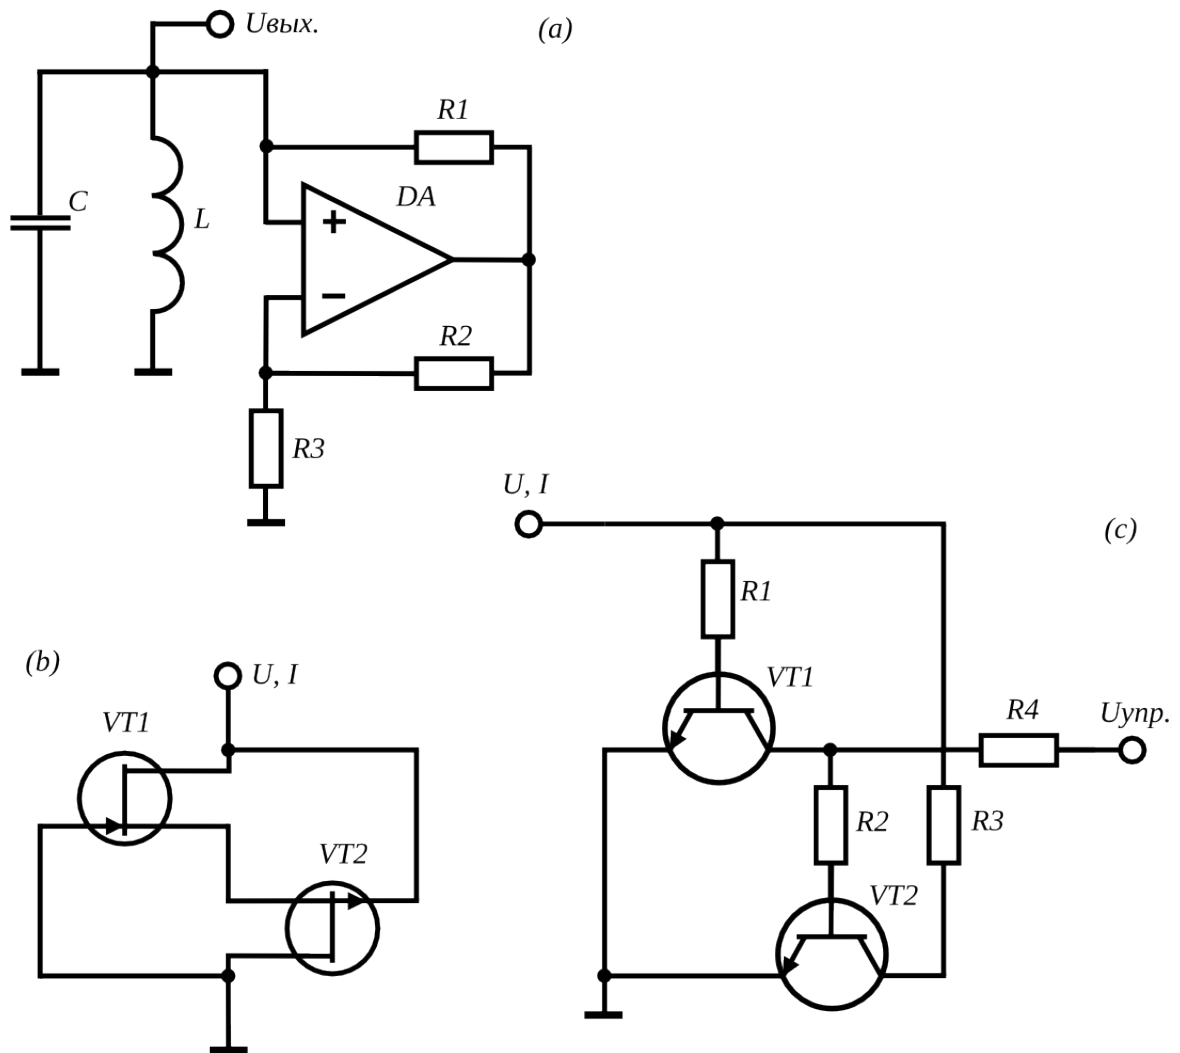 Uвых.
(a)
R1
C
L
DA
+
−
R2
R3
U, I
(c)
R1
(b)
U, I
VT1
VT1
R4
Uупр.
R2
R3
VT2
VT2